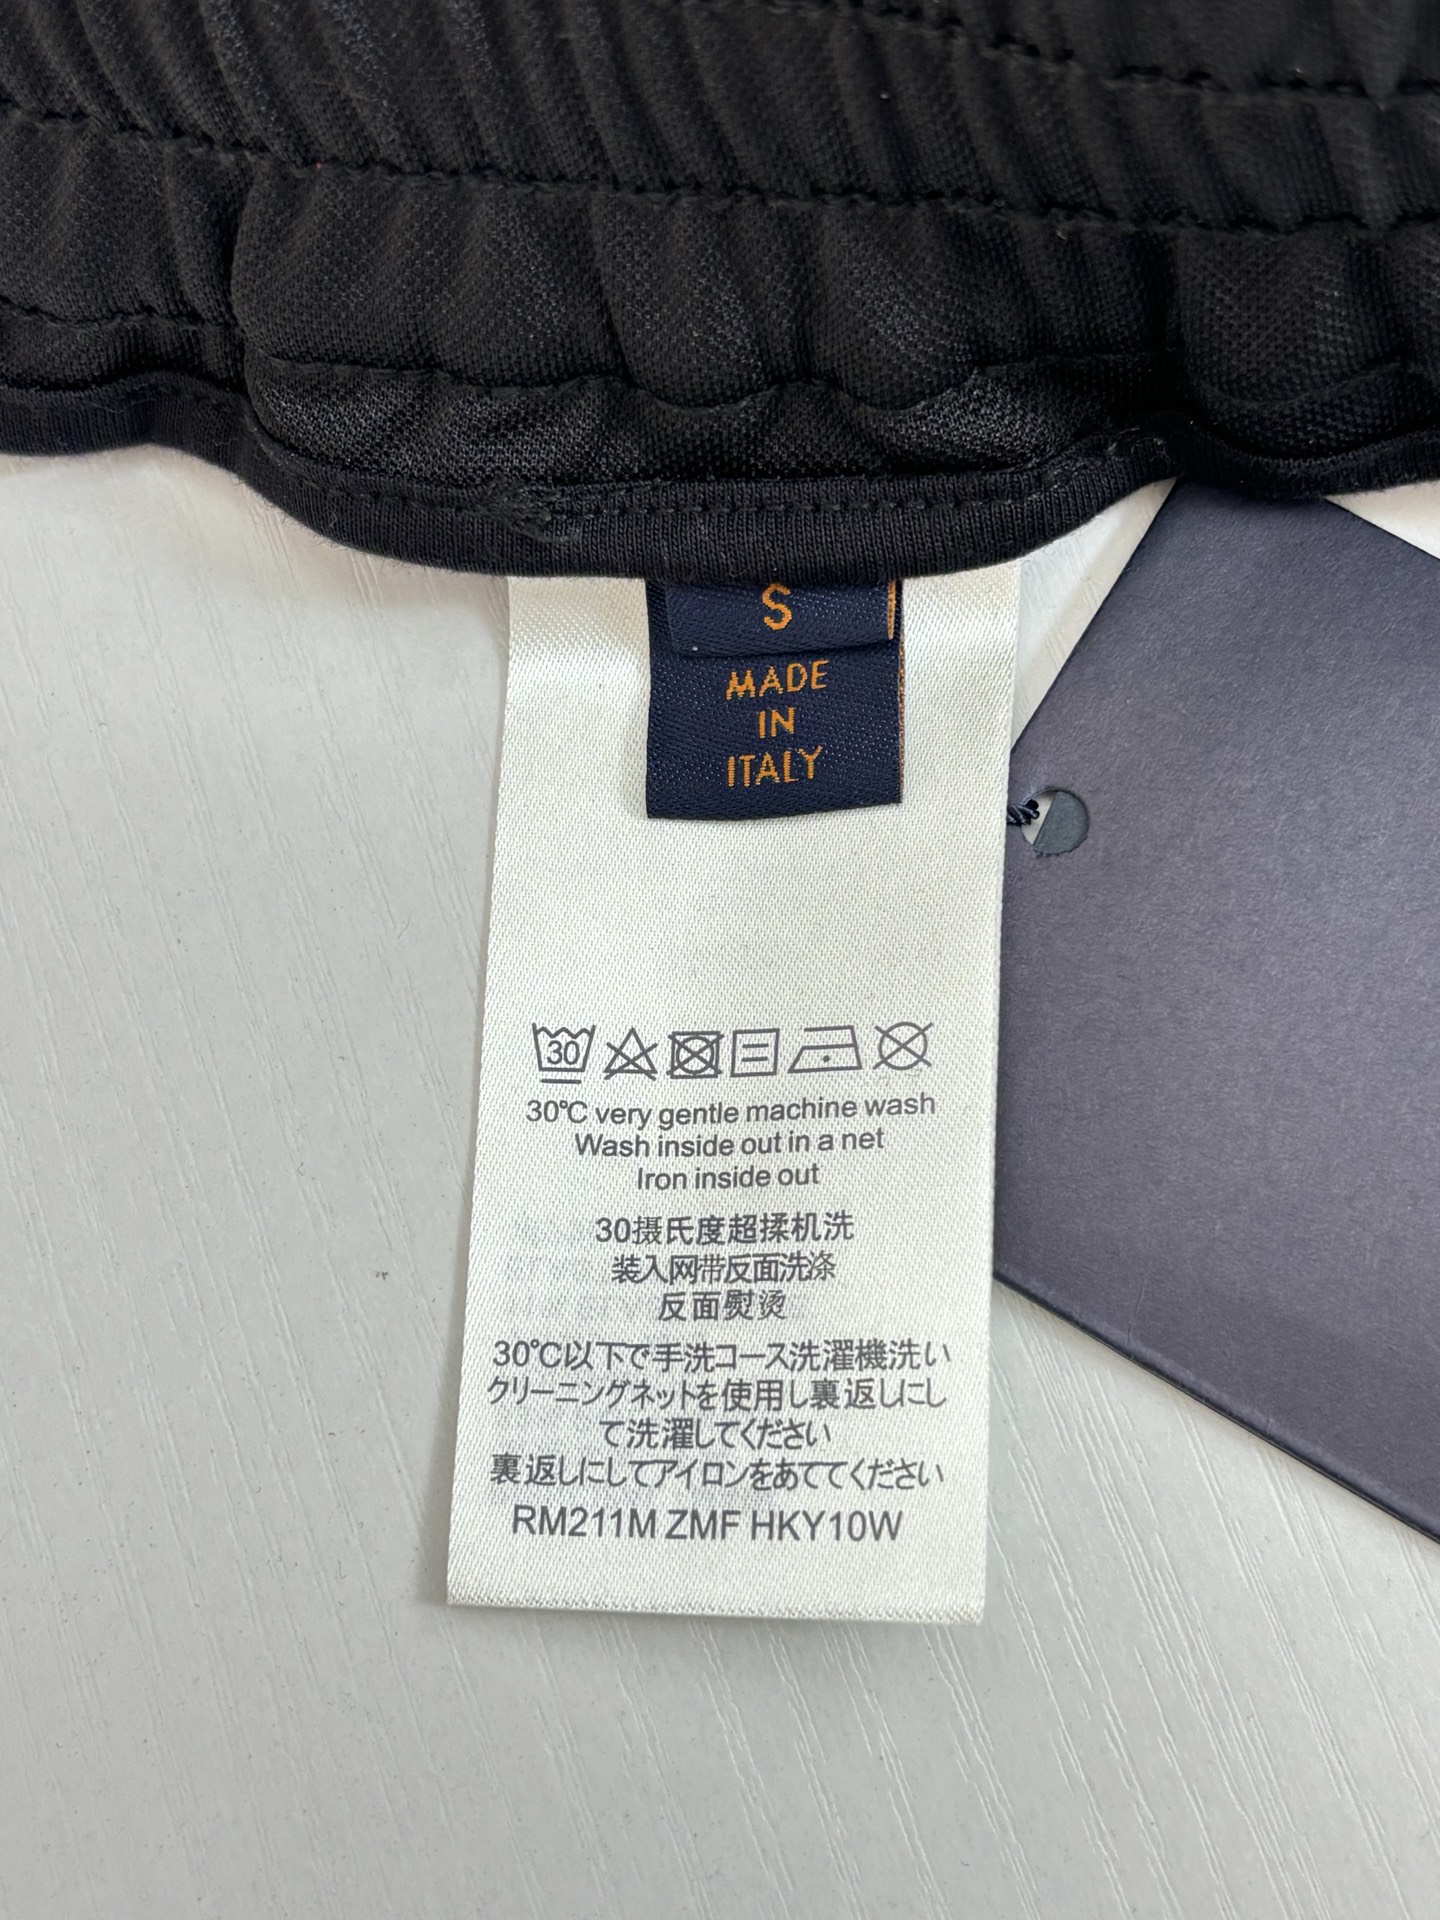 S
MADE
IN
ITALY
30
30℃ very gentle machine wash
Wash inside out in a net
Iron inside out
30摄氏度超揉机洗
装入网带反面洗涤
反面熨烫
30℃以下で手洗コース洗濯機洗い
クリーニングネットを使用し裏返しにし
て洗濯してください
裏返しにしてアイロンをあててください
RM211M ZMF HKY10W